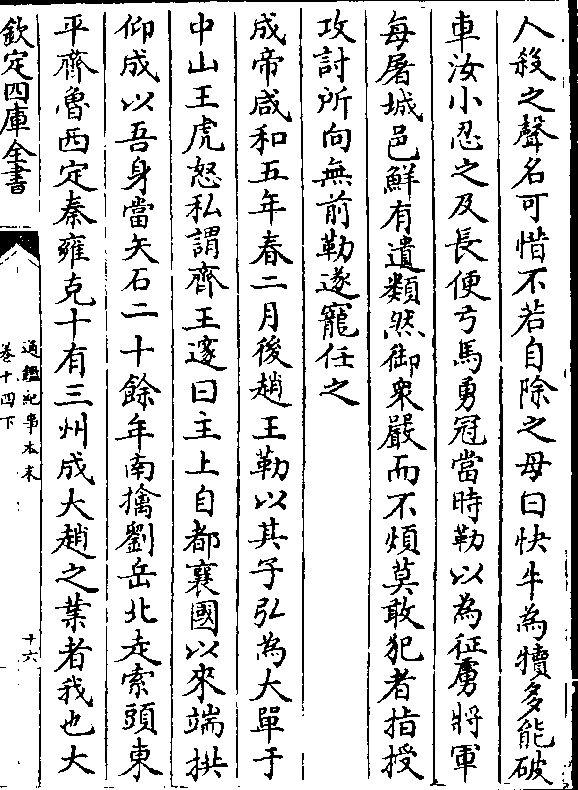 人殺之聲名可惜不若自除之母曰快牛為犢多能破
車汝小忍之及長便弓馬勇冠當時勒以為征虜將軍
每屠城邑鮮有遺類然御衆嚴而不煩莫敢犯者指授
攻討所向無前勒遂寵任之
成帝咸和五年春二月後趙王勒以其子弘為大單于
中山王虎怒私謂齊王邃曰主上自都襄國以來端拱
仰成以吾身當矢石二十餘年南擒劉岳北走索頭東
平齊魯西定秦雍克十有三州成大趙之業者我也大
欽定四庫全書
通鑑紀事本末
卷十四下
十六